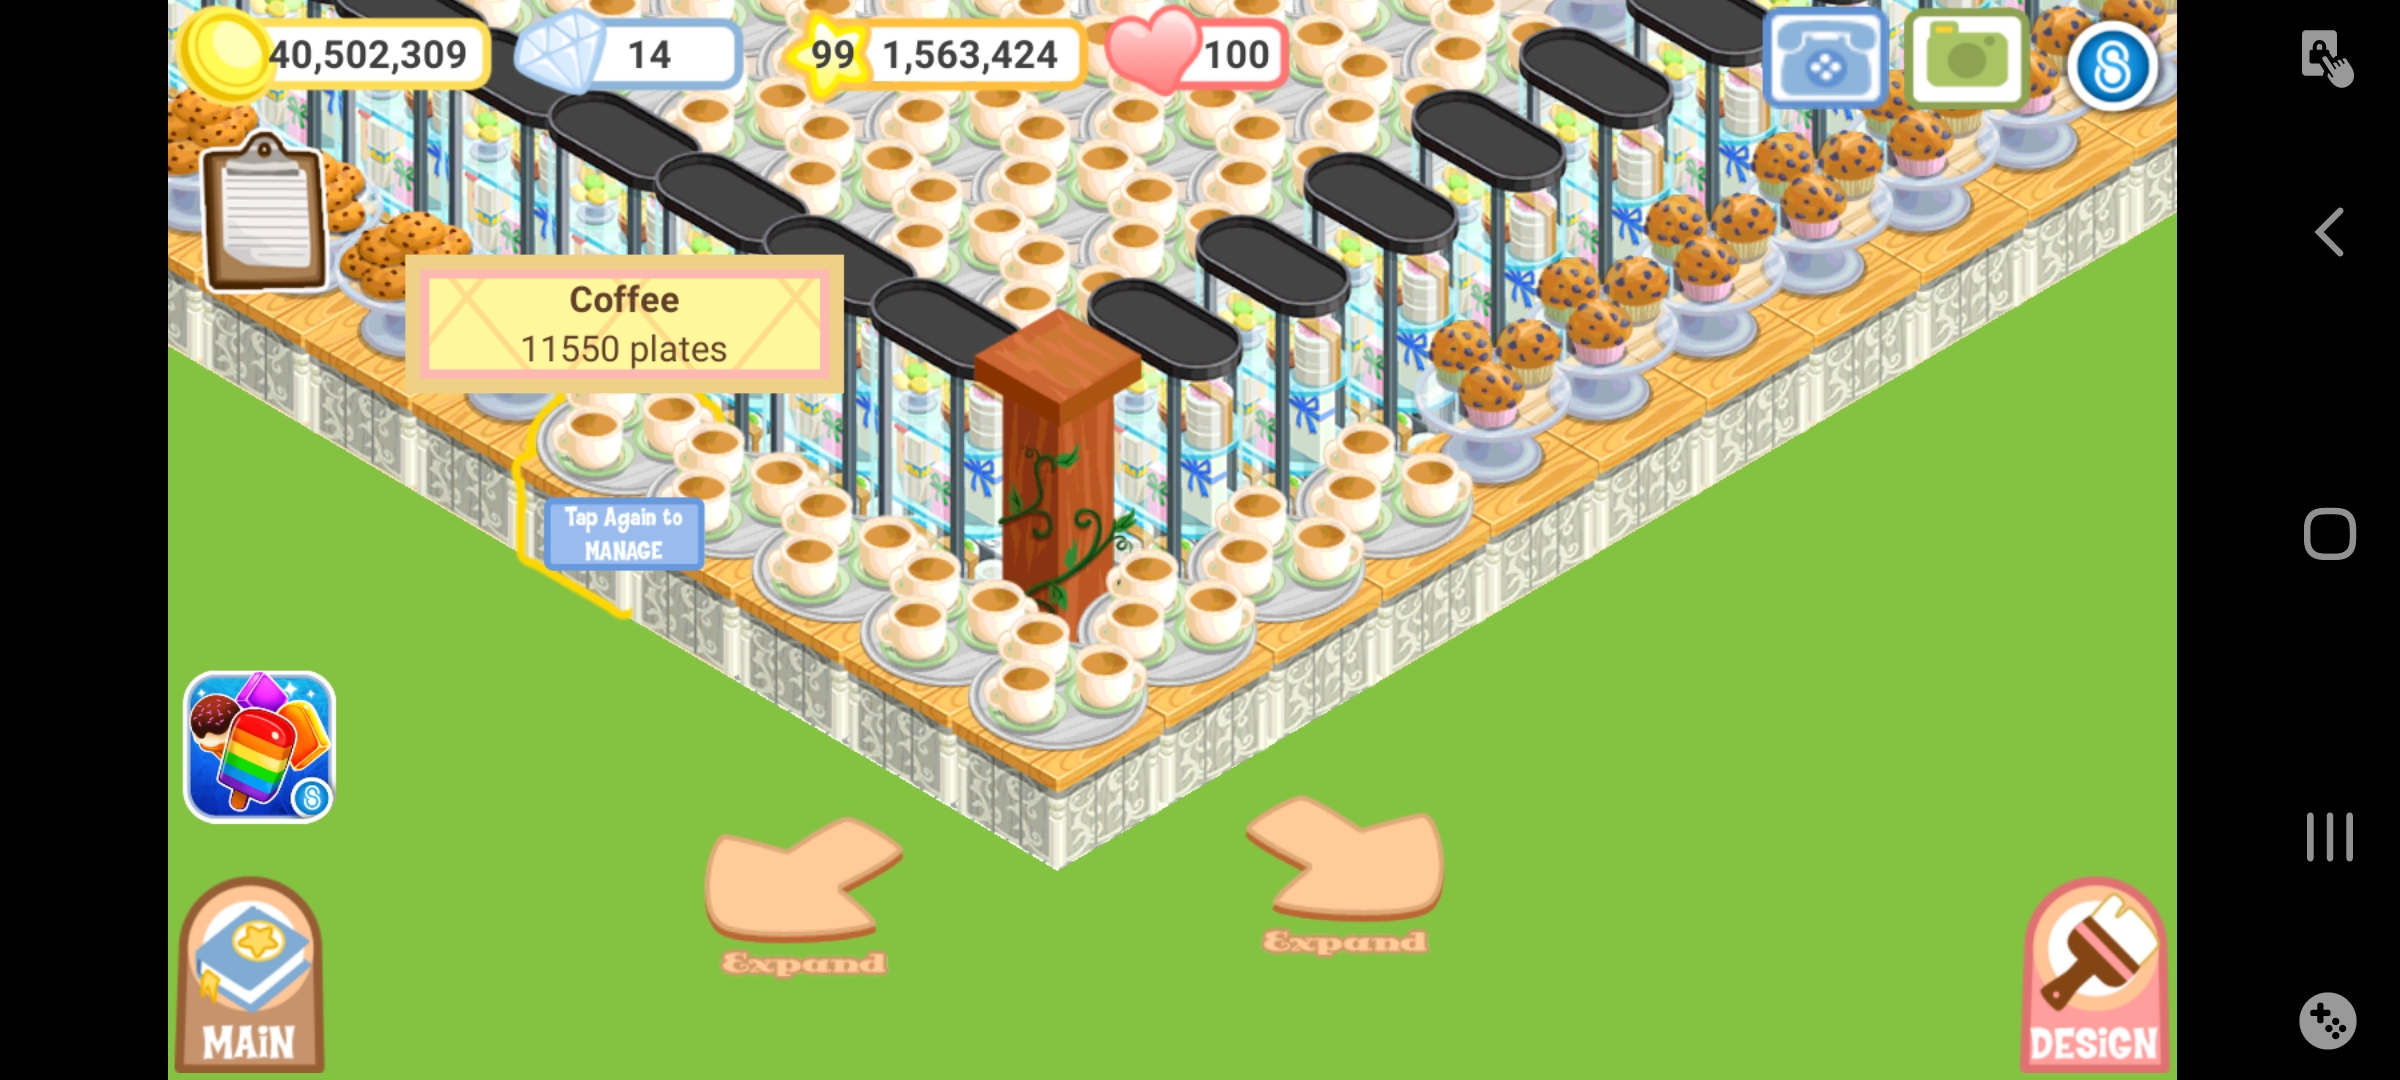 40,502,309
14
99
1,563,424
100
Coffee
11550 plates
Tap Again to
MANAGE
Expand
Expand
MAiN
DESiGN